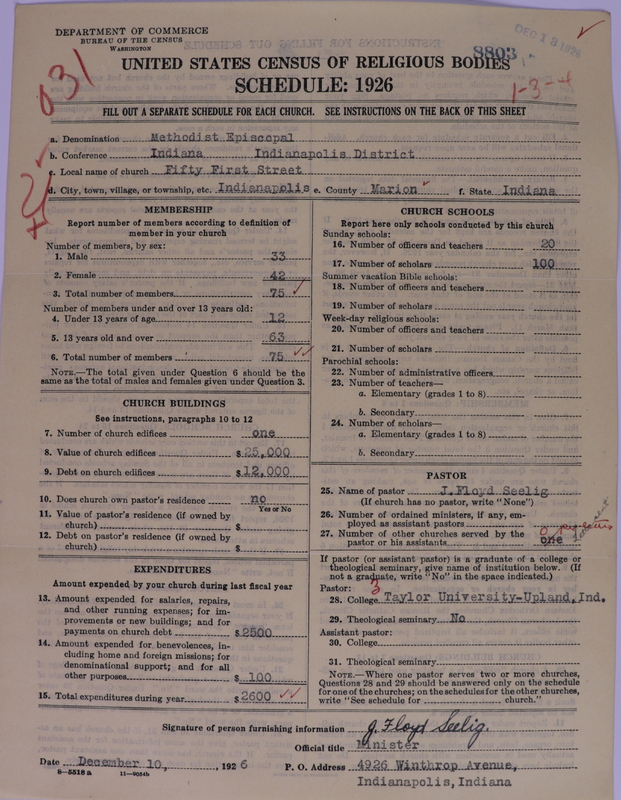 DEPARTMENT OF COMMERCE
BUREAU OF THE CENSUS
WASHINGTON
DEC 18 1926
8803
1-3-4
031
UNITED STATES CENSUS OF RELIGIOUS BODIES
SCHEDULE: 1926
FILL OUT A SEPARATE SCHEDULE FOR EACH CHURCH. SEE INSTRUCTIONS ON THE BACK OF THIS SHEET
a. Denomination Methodist Episcopal
b. Conference Indiana Indianapolis District
c. Local name of church Fifty First Street
d. City, town, village, or township, etc. Indianapolis e. County Marion f. State Indiana
MEMBERSHIP
Report number of members according to definition of
member in your church
Number of members, by sex:
1. Male 33
2. Female 42
3. Total number of members 75
Number of members under and over 13 years old:
4. Under 13 years of age 12
5. 13 years old and over 63
6. Total number of members 75
NOTE.—The total given under Question 6 should be
same as the total of males and females given under Question 3.
CHURCH BUILDINGS
See instructions, paragraphs 10 to 12
7. Number of church edifices one
8. Value of church edifices $25,000
9. Debt on church edifices $12,000
10. Does church own pastor's residence no
Yes or No
11. Value of pastor's residence (if owned by
church) $
12. Debt on pastor's residence (if owned by
church) $
EXPENDITURES
Amount expended by your church during last fiscal year
13. Amount expended for salaries, repairs,
and other running expenses; for im-
provements or new buildings; and for
payments on church debt $2500
14. Amount expended for benevolences, in-
cluding home and foreign missions; for
denominational support; and for all
other purposes $ 100
15. Total expenditures during year $2600
CHURCH SCHOOLS
Report here only schools conducted by this church
Sunday schools:
16. Number of officers and teachers 20
17. Number of scholars 100
Summer vacation Bible schools:
18. Number of officers and teachers
19. Number of scholars
Week-day religious schools:
20. Number of officers and teachers
21. Number of scholars
Parochial schools:
22. Number of administrative officers
23. Number of teachers—
a. Elementary (grades 1 to 8)
b. Secondary
24. Number of scholars—
a. Elementary (grades 1 to 8)
b. Secondary
PASTOR
25. Name of pastor J. Floyd Seelig
(If church has no pastor, write "None")
26. Number of ordained ministers, if any, em-
ployed as assistant pastors
27. Number of other churches served by the
pastor or his assistants one 0
If pastor (or assistant pastor) is a graduate of a college or
theological seminary, give name of institution below. (If
not a graduate, write "No" in the space indicated.)
Pastor: 3
28. College Taylor University-Upland, Ind.
29. Theological seminary No
Assistant pastor:
30. College
31. Theological seminary
NOTE.—Where one pastor serves two or more churches,
Questions 28 and 29 should be answered only on the schedule
for one of the churches; on the schedules for the other churches,
write "See schedule for church."
Signature of person furnishing information J. Floyd Seelig.
Official title Minister
Date December 10, 1926 P. O. Address 4926 Winthrop Avenue,
8—5518a 11—9034b Indianapolis, Indiana